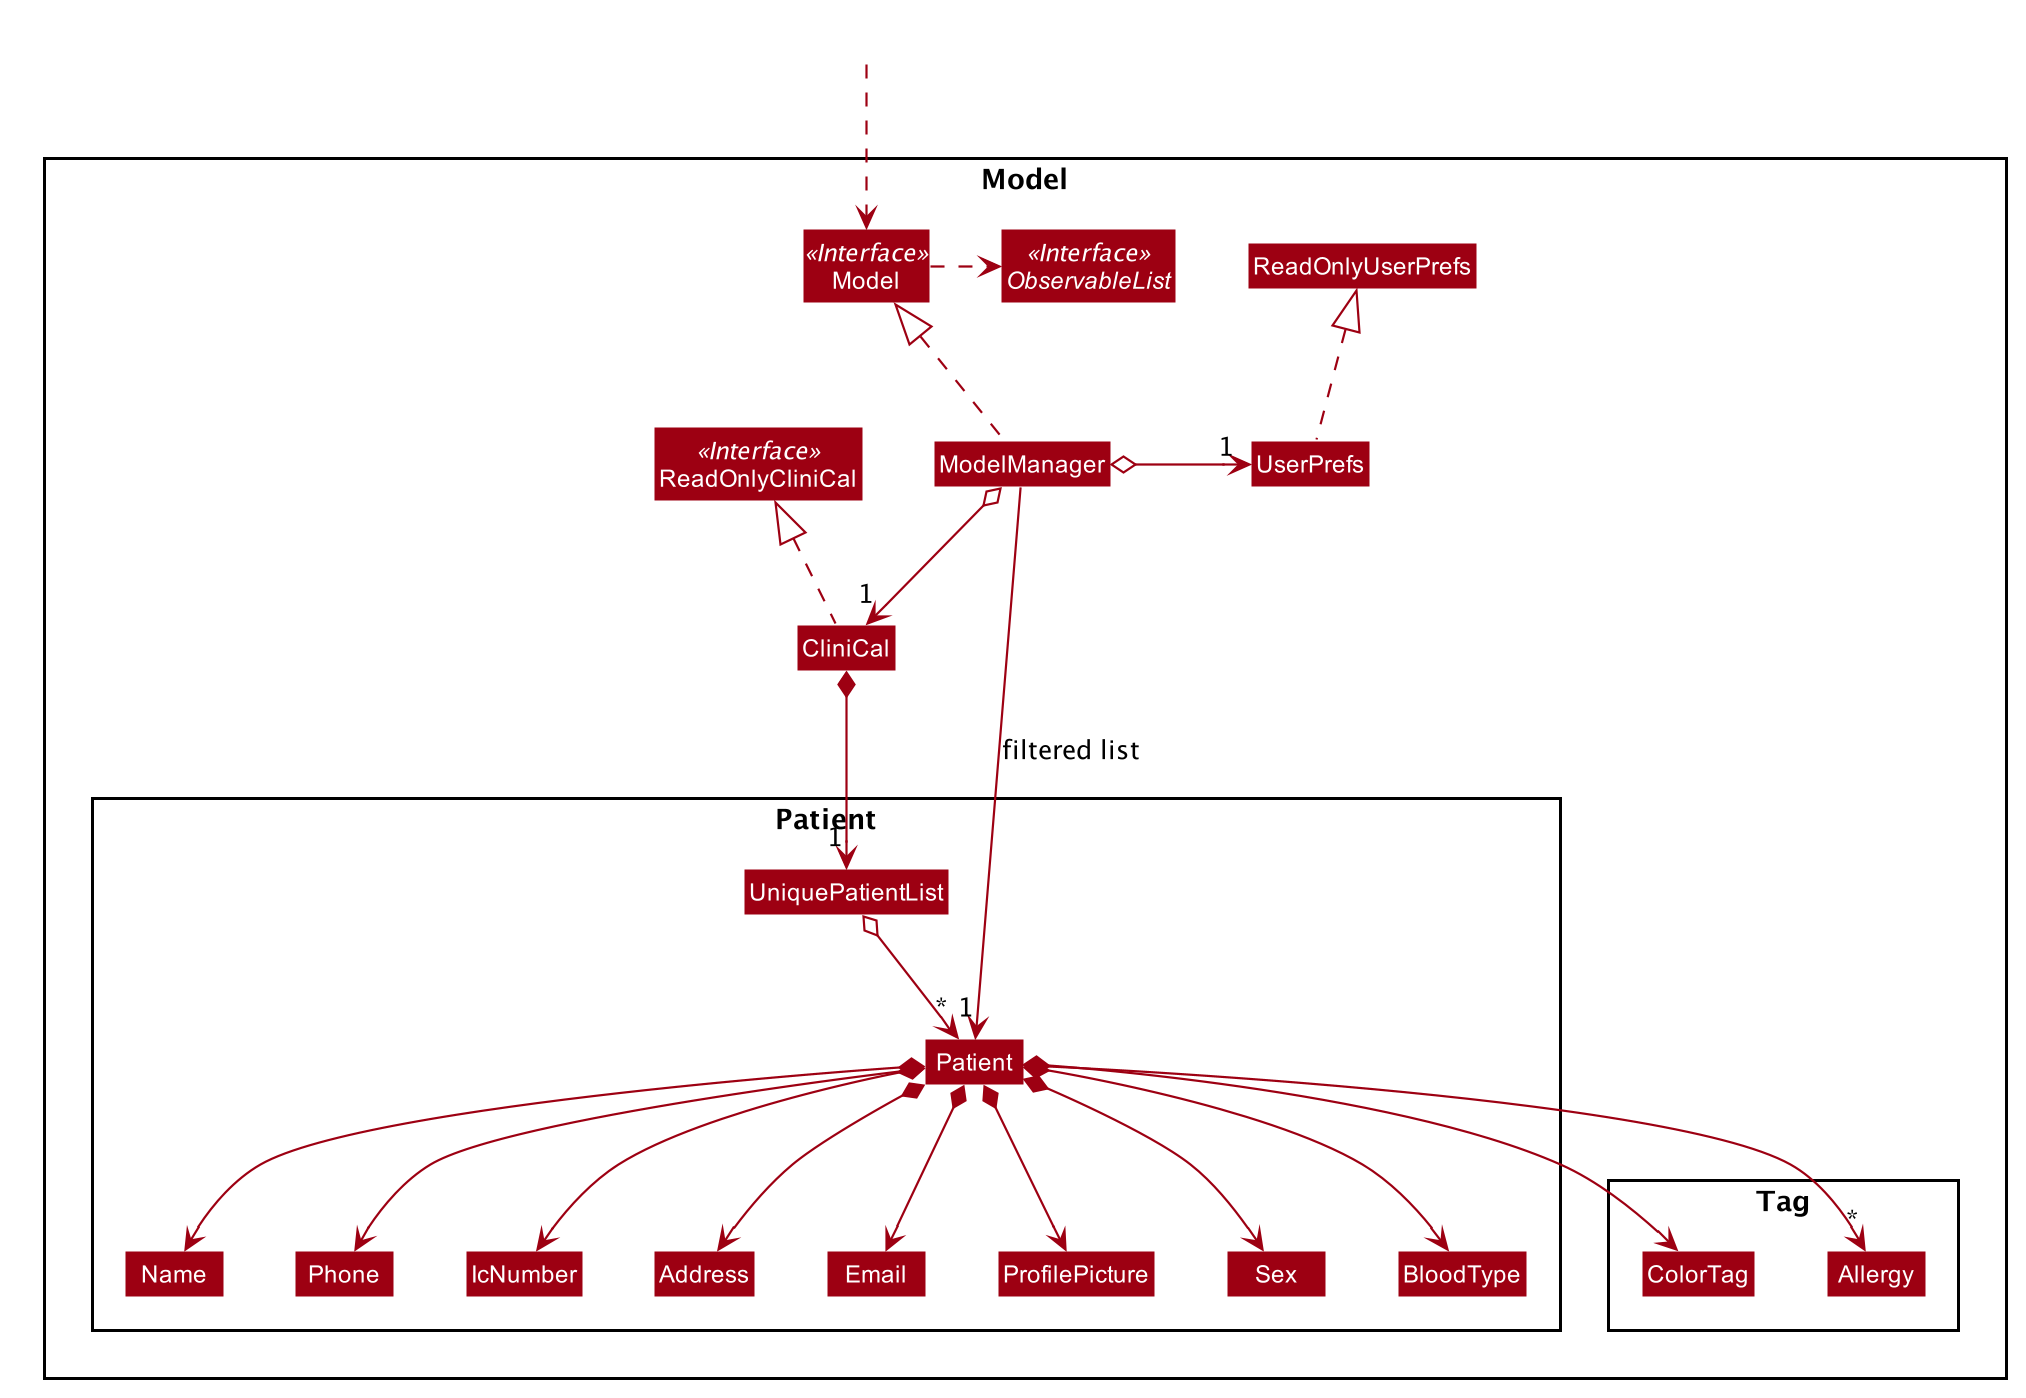 Model
«Interface»
Model
«Interface»
ObservableList
ReadOnlyUserPrefs
«Interface»
ReadOnlyCliniCal
ModelManager
1
UserPrefs
1
CliniCal
filtered list
Patient
1
UniquePatientList
* 1
Patient
Tag
*
Name
Phone
IcNumber
Address
Email
ProfilePicture
Sex
BloodType
ColorTag
Allergy